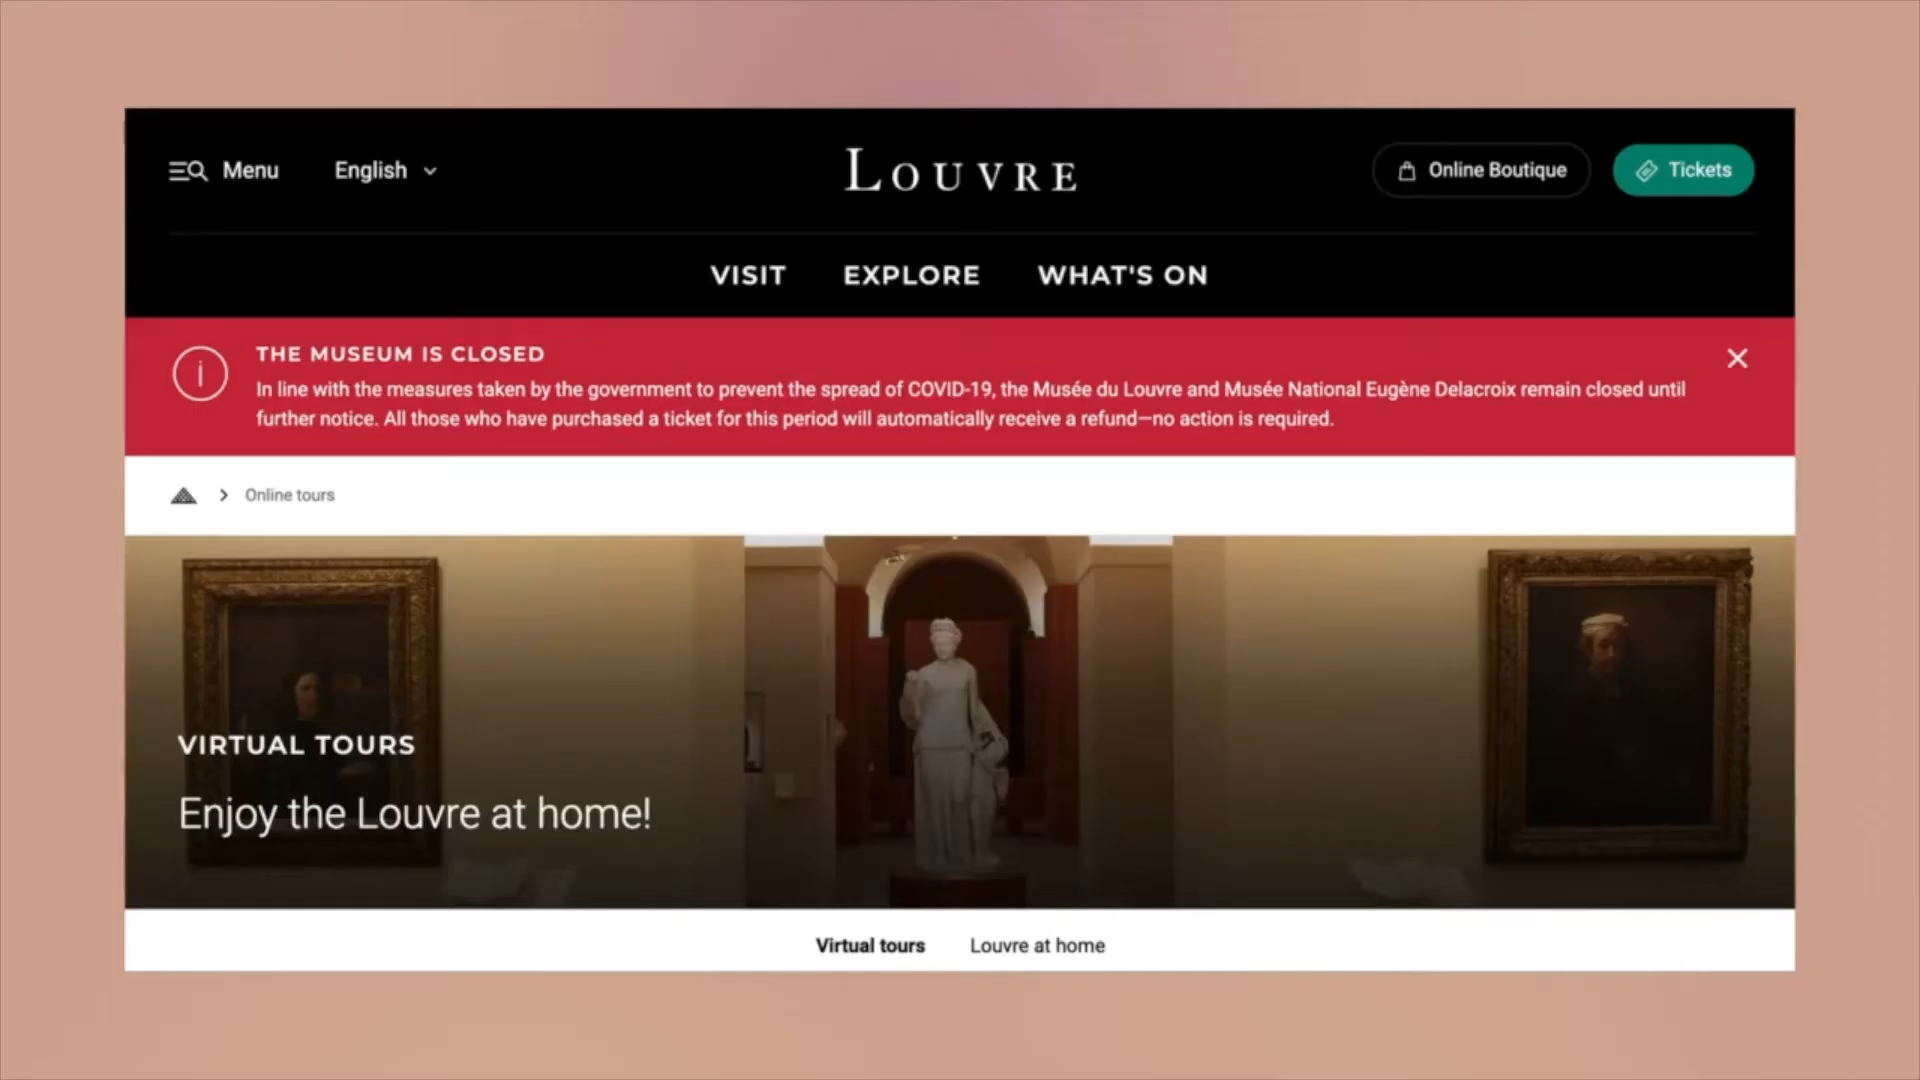 Menu
English
LOUVRE
Online Boutique
Tickets
VISIT
EXPLORE
WHAT'S ON
THE MUSEUM IS CLOSED
In line with the measures taken by the government to prevent the spread of COVID-19, the Musée du Louvre and Musée National Eugène Delacroix remain closed until
further notice. All those who have purchased a ticket for this period will automatically receive a refund—no action is required.
Online tours
VIRTUAL TOURS
Enjoy the Louvre at home!
Virtual tours
Louvre at home